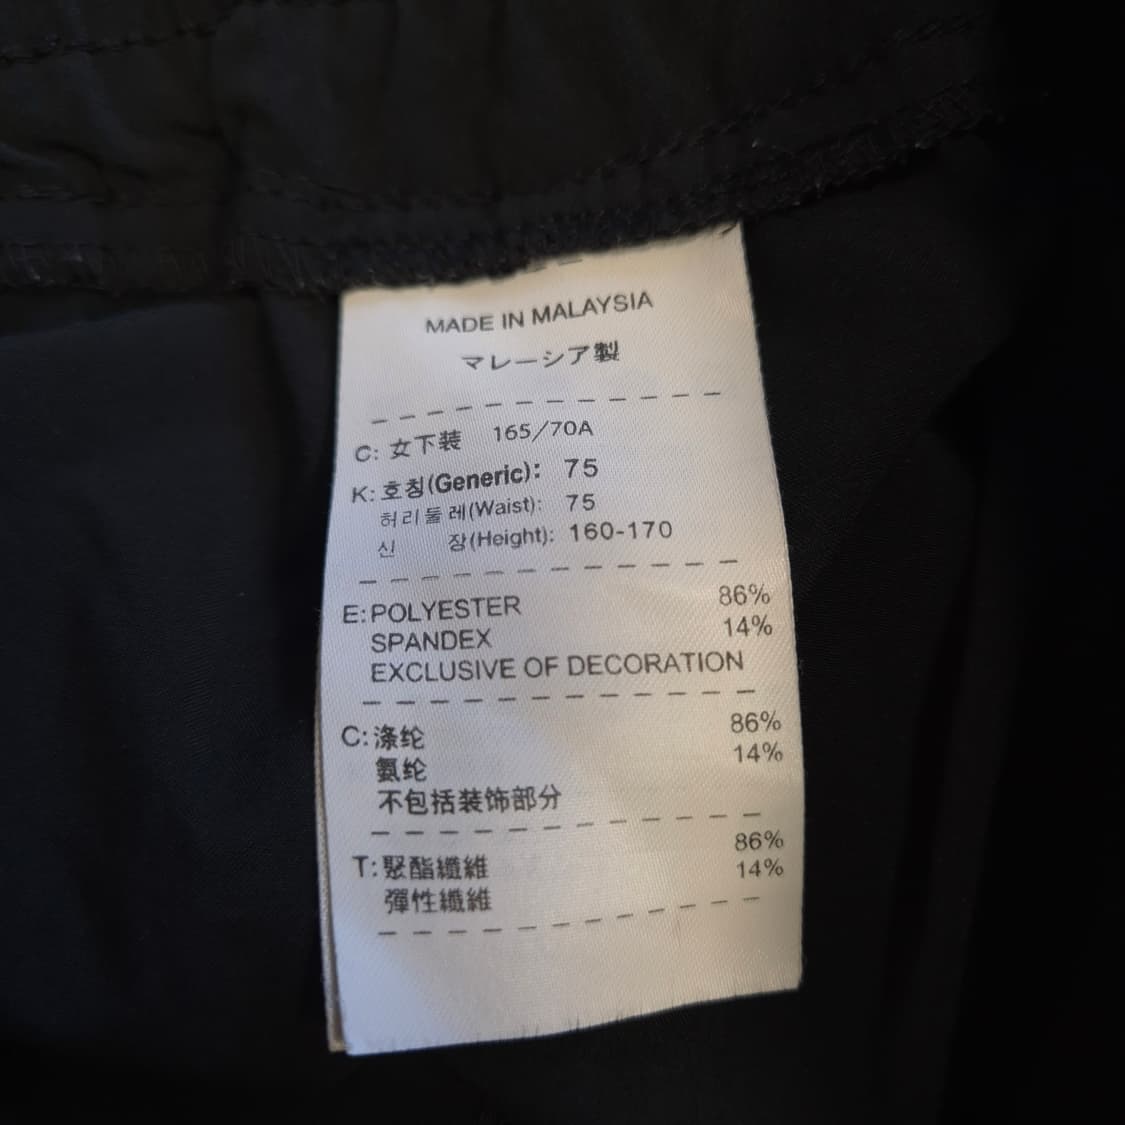 MADE IN MALAYSIA
マレーシア製
C: 女下装 165/70A
K: 호칭(Generic): 75
허리둘레(Waist): 75
신 장(Height): 160-170
E: POLYESTER 86%
SPANDEX 14%
EXCLUSIVE OF DECORATION
C: 涤纶 86%
氨纶 14%
不包括装饰部分
T: 聚酯纖維 86%
彈性纖維 14%